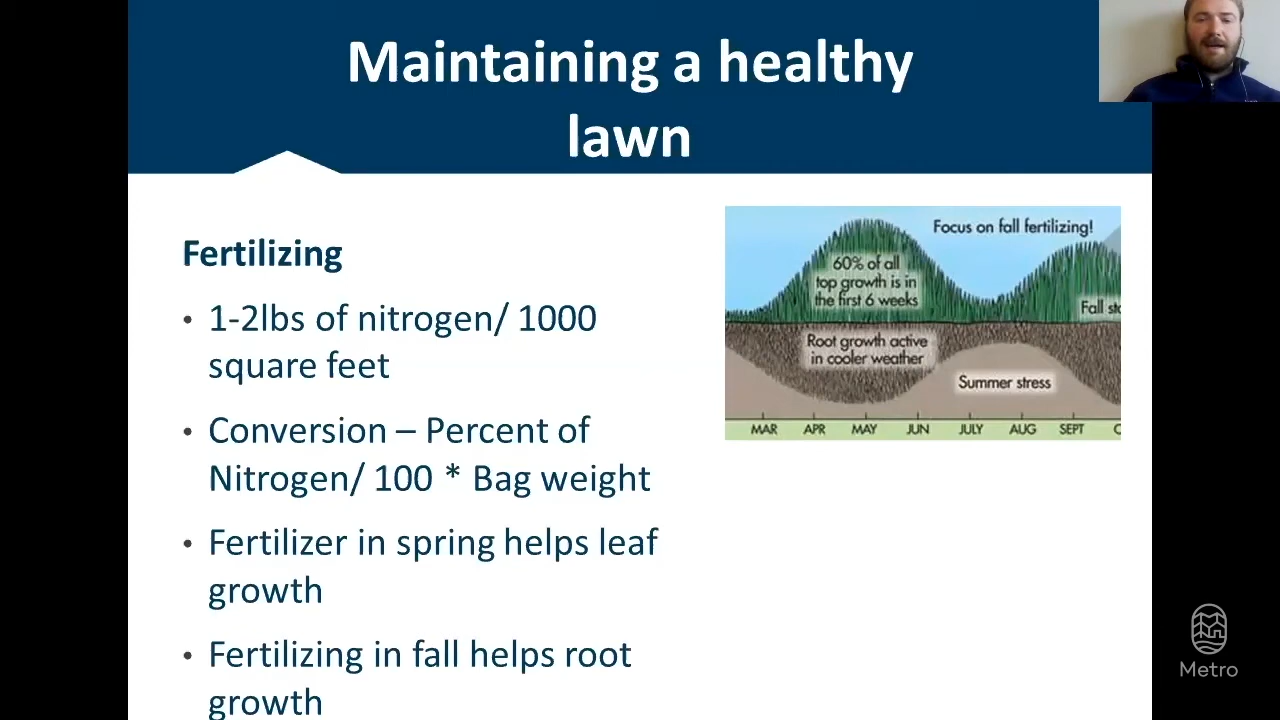 Maintaining a healthy
lawn
Fertilizing
• 1-2lbs of nitrogen/ 1000
square feet
• Conversion – Percent of
Nitrogen/ 100 * Bag weight
• Fertilizer in spring helps leaf
growth
• Fertilizing in fall helps root
growth
Focus on fall fertilizing!
60% of all
top growth is in
the first 6 weeks
Fall
Root growth active
in cooler weather
Summer stress
MAR APR MAY JUN JULY AUG SEPT
Metro